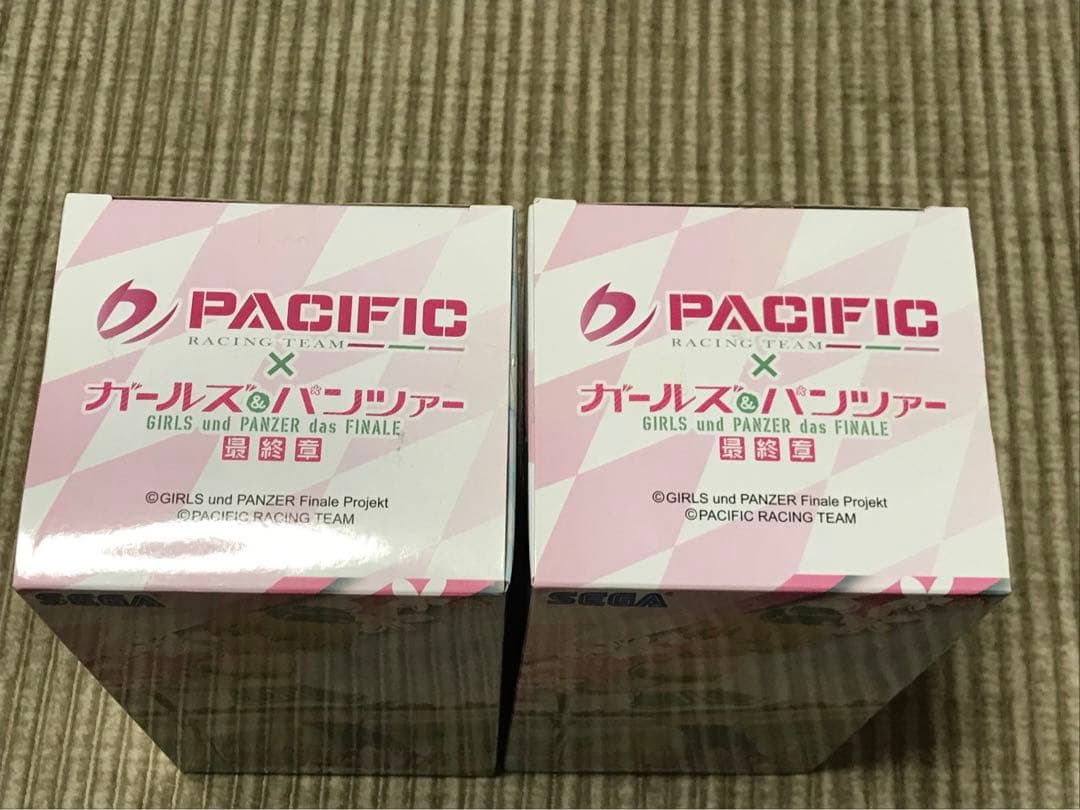 PACIFIC
RACING TEAM
×
ガールズ&パンツァー
GIRLS und PANZER das FINALE
最終章
©GIRLS und PANZER Finale Projekt
©PACIFIC RACING TEAM
SEGA
PACIFIC
RACING TEAM
×
ガールズ&パンツァー
GIRLS und PANZER das FINALE
最終章
©GIRLS und PANZER Finale Projekt
©PACIFIC RACING TEAM
SEGA